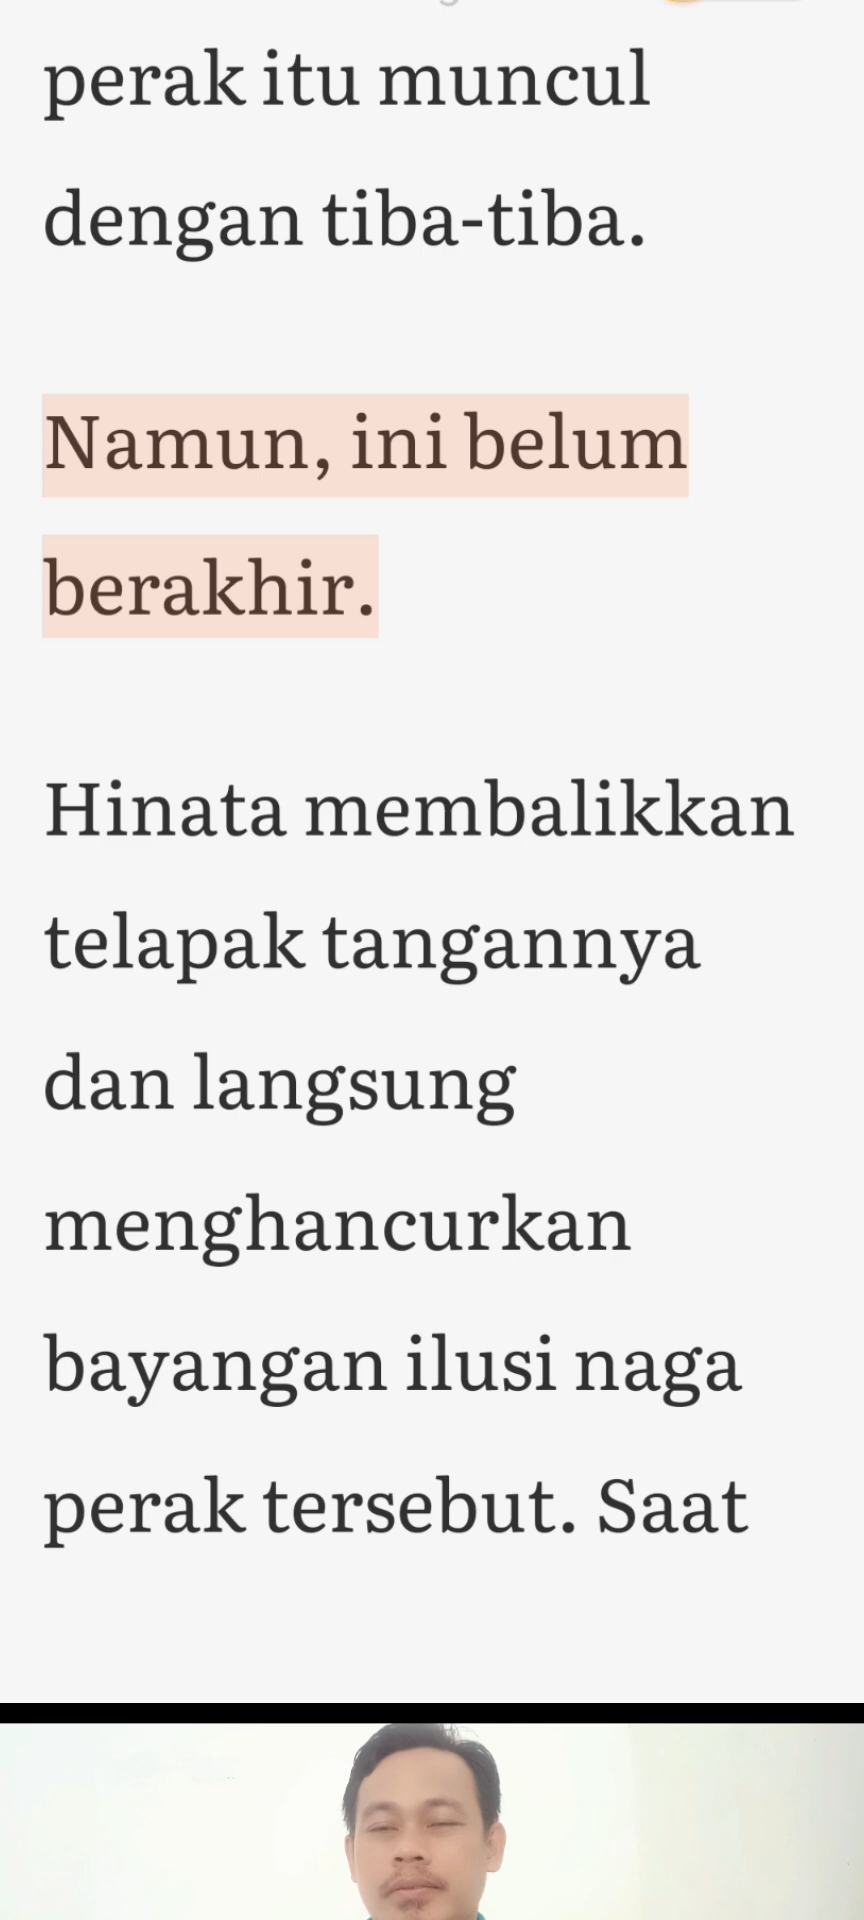 perak itu muncul
dengan tiba-tiba.
Namun, ini belum
berakhir.
Hinata membalikkan
telapak tangannya
dan langsung
menghancurkan
bayangan ilusi naga
perak tersebut. Saat